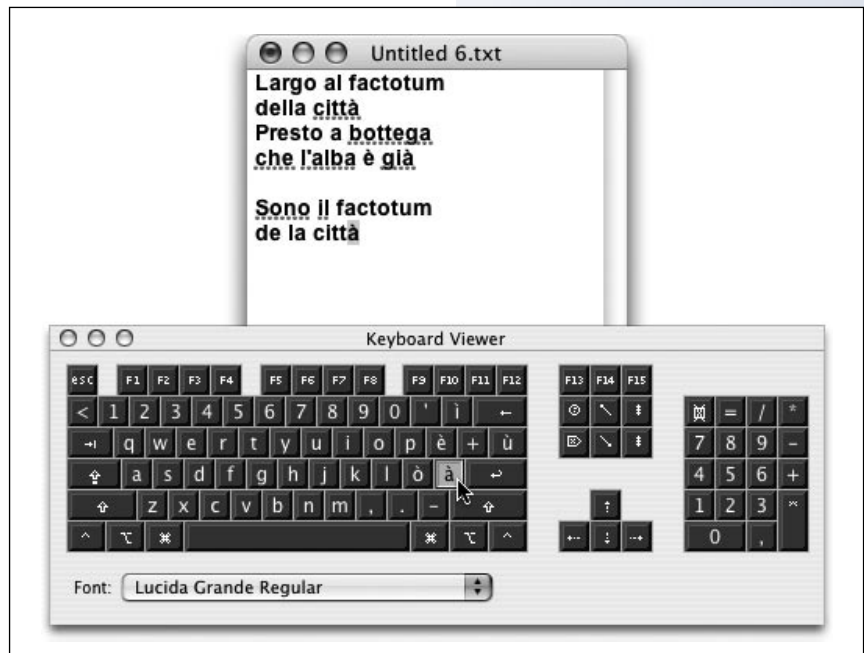 Untitled 6.txt
Largo al factotum
della città
Presto a bottega
che l'alba è già
Sono il factotum
de la città
Keyboard Viewer
esc F1 F2 F3 F4 F5 F6 F7 F8 F9 F10 F11 F12 F13 F14 F15
< 1 2 3 4 5 6 7 8 9 0 ' ì = / *
q w e r t y u i o p è + ù 7 8 9 -
a s d f g h j k l ò à 4 5 6 +
z x c v b n m , . - 1 2 3
0 ,
Font: Lucida Grande Regular